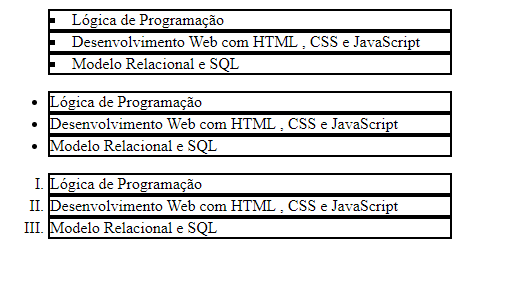 ▪ Lógica de Programação
▪ Desenvolvimento Web com HTML , CSS e JavaScript
▪ Modelo Relacional e SQL
• Lógica de Programação
• Desenvolvimento Web com HTML , CSS e JavaScript
• Modelo Relacional e SQL
I. Lógica de Programação
II. Desenvolvimento Web com HTML , CSS e JavaScript
III. Modelo Relacional e SQL